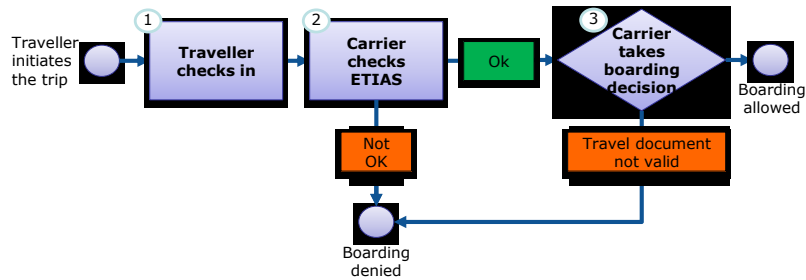 Traveller
initiates
the trip
1
Traveller
checks in
2
Carrier
checks
ETIAS
Ok
3
Carrier
takes
boarding
decision
Boarding
allowed
Not
OK
Travel document
not valid
Boarding
denied